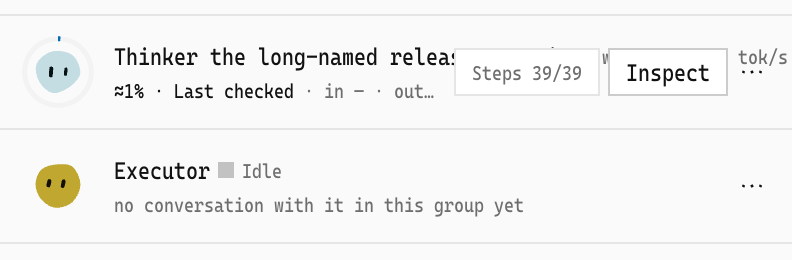 Thinker the long-named
tok/s
Steps 39/39
Inspect
≈1% · Last checked · in — · out…
...
Executor Idle
...
no conversation with it in this group yet